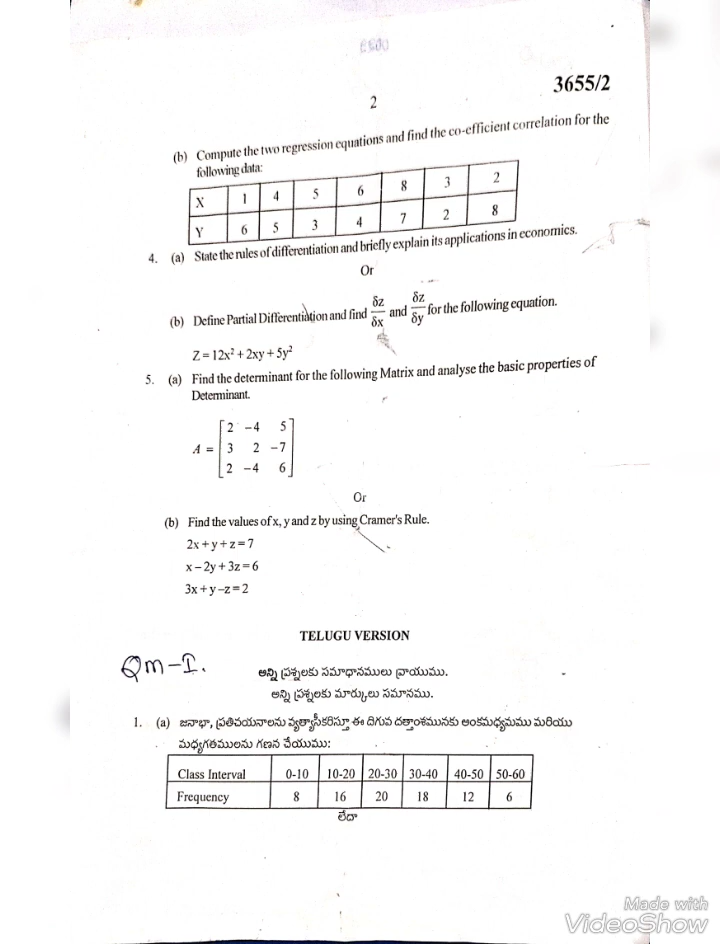 3655/2
2
(b) Compute the two regression equations and find the co-efficient correlation for the
following data:
X 1 4 5 6 8 3 2
Y 6 5 3 4 7 2 8
4. (a) State the rules of differentiation and briefly explain its applications in economics.
Or
(b) Define Partial Differentiation and find δz/δx and δz/δy for the following equation.
Z = 12x² + 2xy + 5y²
5. (a) Find the determinant for the following Matrix and analyse the basic properties of
Determinant.
2 -4 5
A = 3 2 -7
2 -4 6
Or
(b) Find the values of x, y and z by using Cramer's Rule.
2x + y + z = 7
x – 2y + 3z = 6
3x + y – z = 2
TELUGU VERSION
Qm-I.
అన్ని ప్రశ్నలకు సమాధానములు వ్రాయుము.
అన్ని ప్రశ్నలకు మార్కులు సమానము.
1. (a) జనాభా, ప్రతిచయనాలను వ్యత్యాసీకరిస్తూ ఈ దిగువ దత్తాంశమునకు అంకమధ్యమము మరియు
మధ్యగతములను గణన చేయుము:
Class Interval 0-10 10-20 20-30 30-40 40-50 50-60
Frequency 8 16 20 18 12 6
లేదా
Made with
VideoShow